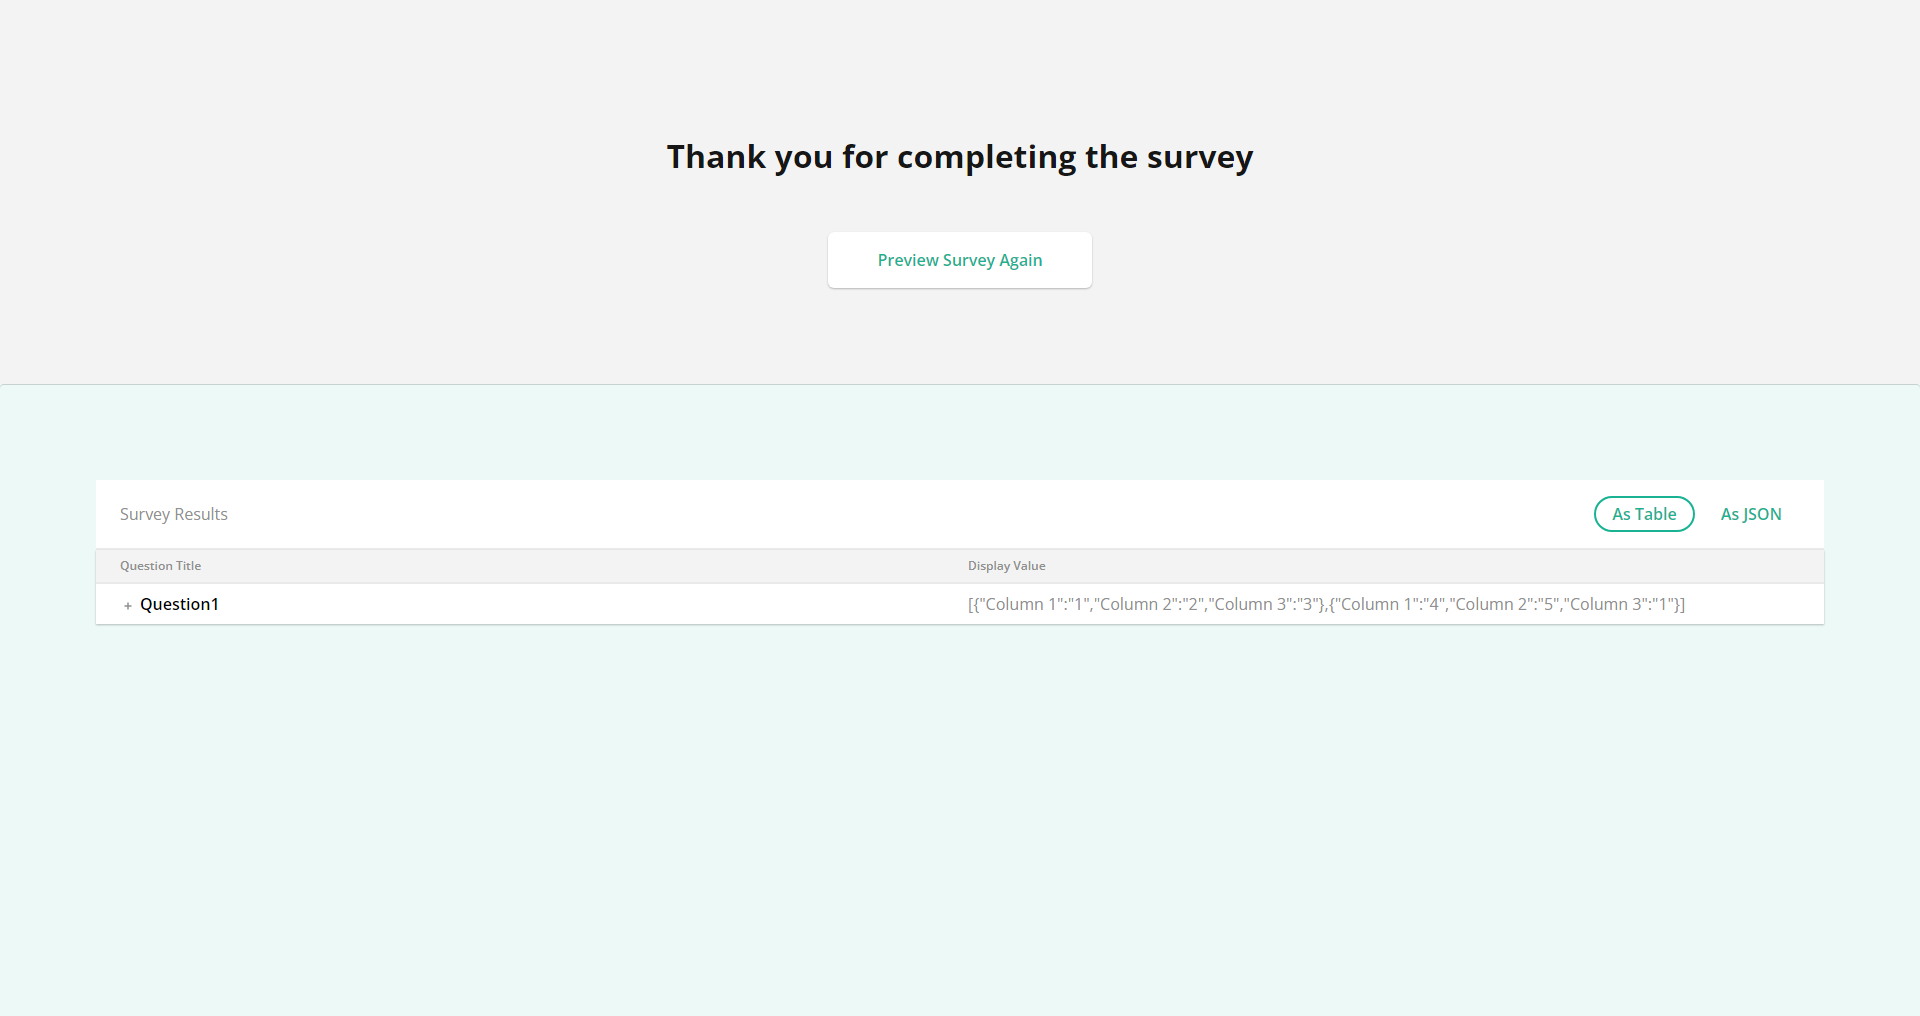 Thank you for completing the survey
Preview Survey Again
Survey Results
As Table
As JSON
Question Title
Display Value
+ Question1
[{"Column 1":"1","Column 2":"2","Column 3":"3"},{"Column 1":"4","Column 2":"5","Column 3":"1"}]